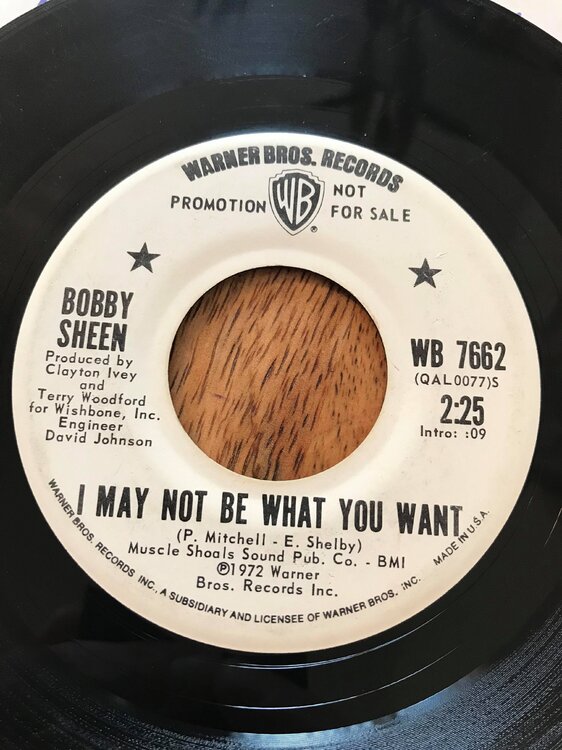 WARNER BROS. RECORDS
PROMOTION WB ® NOT FOR SALE
BOBBY
SHEEN
Produced by
Clayton Ivey
and
Terry Woodford
for Wishbone, Inc.
Engineer
David Johnson
WB 7662
(QAL0077)S
2:25
Intro: :09
I MAY NOT BE WHAT YOU WANT
(P. Mitchell - E. Shelby)
Muscle Shoals Sound Pub. Co. - BMI
℗1972 Warner
Bros. Records Inc.
WARNER BROS. RECORDS INC., A SUBSIDIARY AND LICENSEE OF WARNER BROS. INC. MADE IN U.S.A.